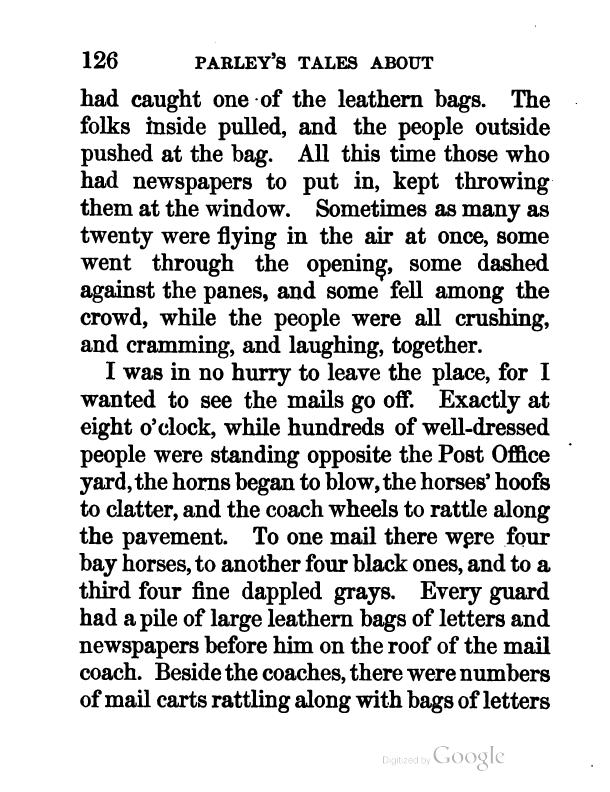 126 PARLEY'S TALES ABOUT
had caught one of the leathern bags. The
folks inside pulled, and the people outside
pushed at the bag. All this time those who
had newspapers to put in, kept throwing
them at the window. Sometimes as many as
twenty were flying in the air at once, some
went through the opening, some dashed
against the panes, and some fell among the
crowd, while the people were all crushing,
and cramming, and laughing, together.
I was in no hurry to leave the place, for I
wanted to see the mails go off. Exactly at
eight o'clock, while hundreds of well-dressed
people were standing opposite the Post Office
yard, the horns began to blow, the horses' hoofs
to clatter, and the coach wheels to rattle along
the pavement. To one mail there were four
bay horses, to another four black ones, and to a
third four fine dappled grays. Every guard
had a pile of large leathern bags of letters and
newspapers before him on the roof of the mail
coach. Beside the coaches, there were numbers
of mail carts rattling along with bags of letters
Digitized by Google